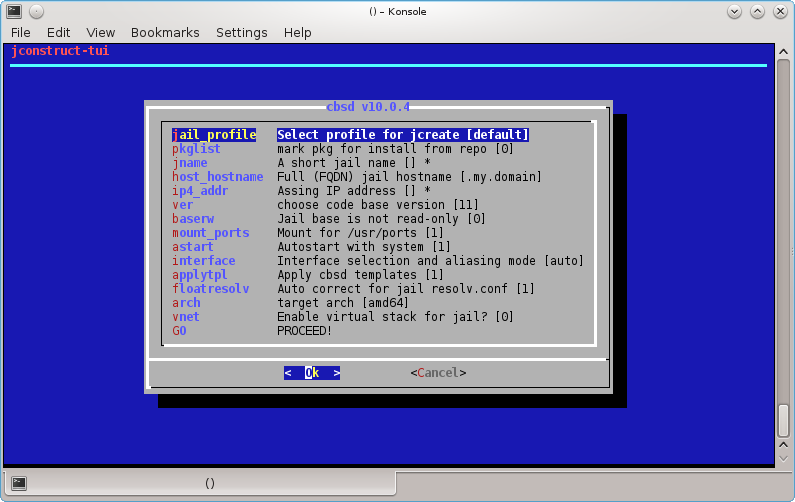 () – Konsole
File Edit View Bookmarks Settings Help
jconstruct-tui
cbsd v10.0.4
jail_profile Select profile for jcreate [default]
pkglist mark pkg for install from repo [0]
jname A short jail name [] *
host_hostname Full (FQDN) jail hostname [.my.domain]
ip4_addr Assing IP address [] *
ver choose code base version [11]
baserw Jail base is not read-only [0]
mount_ports Mount for /usr/ports [1]
astart Autostart with system [1]
interface Interface selection and aliasing mode [auto]
applytpl Apply cbsd templates [1]
floatresolv Auto correct for jail resolv.conf [1]
arch target arch [amd64]
vnet Enable virtual stack for jail? [0]
GO PROCEED!
< Ok > <Cancel>
()